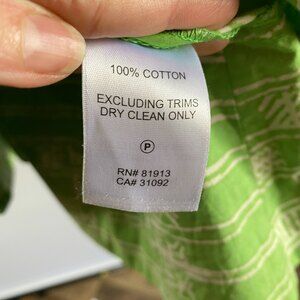 100% COTTON
EXCLUDING TRIMS
DRY CLEAN ONLY
P
RN# 81913
CA# 31092